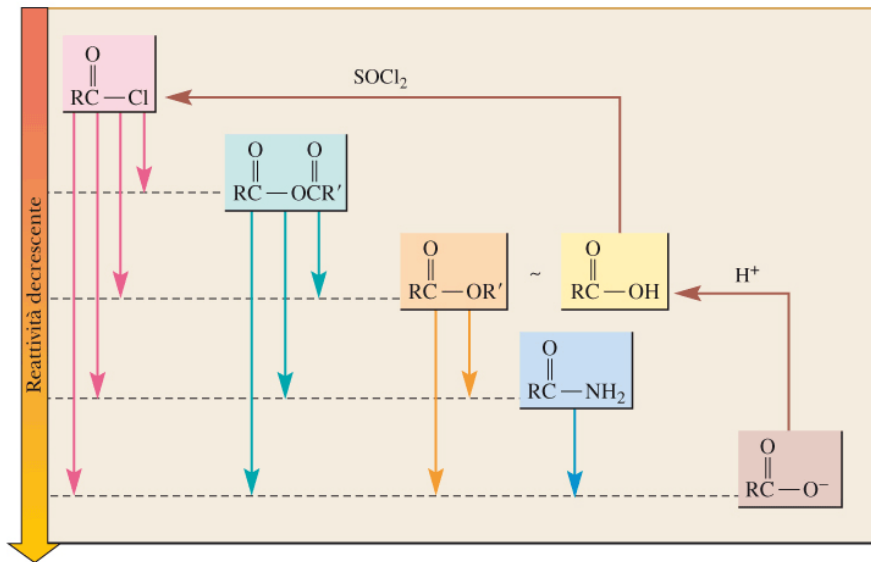 Reattività decrescente
O
RC—Cl
SOCl₂
O O
RC—OCR′
O
RC—OR′
~
O
RC—OH
H⁺
O
RC—NH₂
O
RC—O⁻